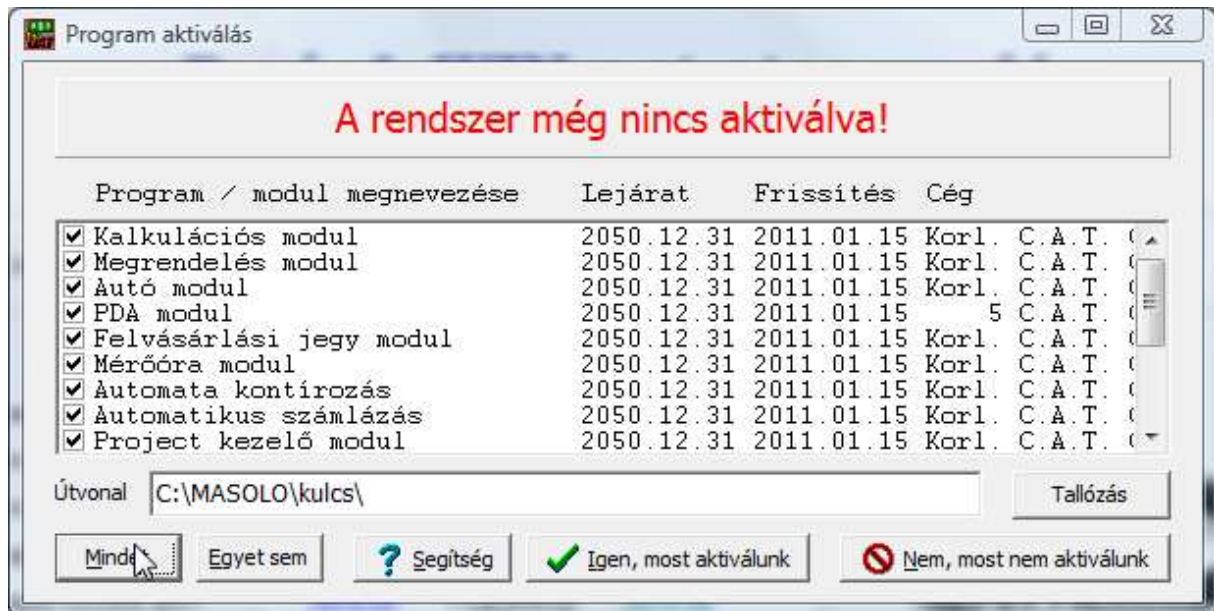 Program aktiválás
A rendszer még nincs aktiválva!
Program / modul megnevezése Lejárat Frissítés Cég
Kalkulációs modul 2050.12.31 2011.01.15 Korl. C.A.T.
Megrendelés modul 2050.12.31 2011.01.15 Korl. C.A.T.
Autó modul 2050.12.31 2011.01.15 Korl. C.A.T.
PDA modul 2050.12.31 2011.01.15 5 C.A.T.
Felvásárlási jegy modul 2050.12.31 2011.01.15 Korl. C.A.T.
Mérőóra modul 2050.12.31 2011.01.15 Korl. C.A.T.
Automata kontírozás 2050.12.31 2011.01.15 Korl. C.A.T.
Automatikus számlázás 2050.12.31 2011.01.15 Korl. C.A.T.
Project kezelő modul 2050.12.31 2011.01.15 Korl. C.A.T.
Útvonal C:\MASOLO\kulcs\ Tallózás
Egyet sem ? Segítség Igen, most aktiválunk Nem, most nem aktiválunk